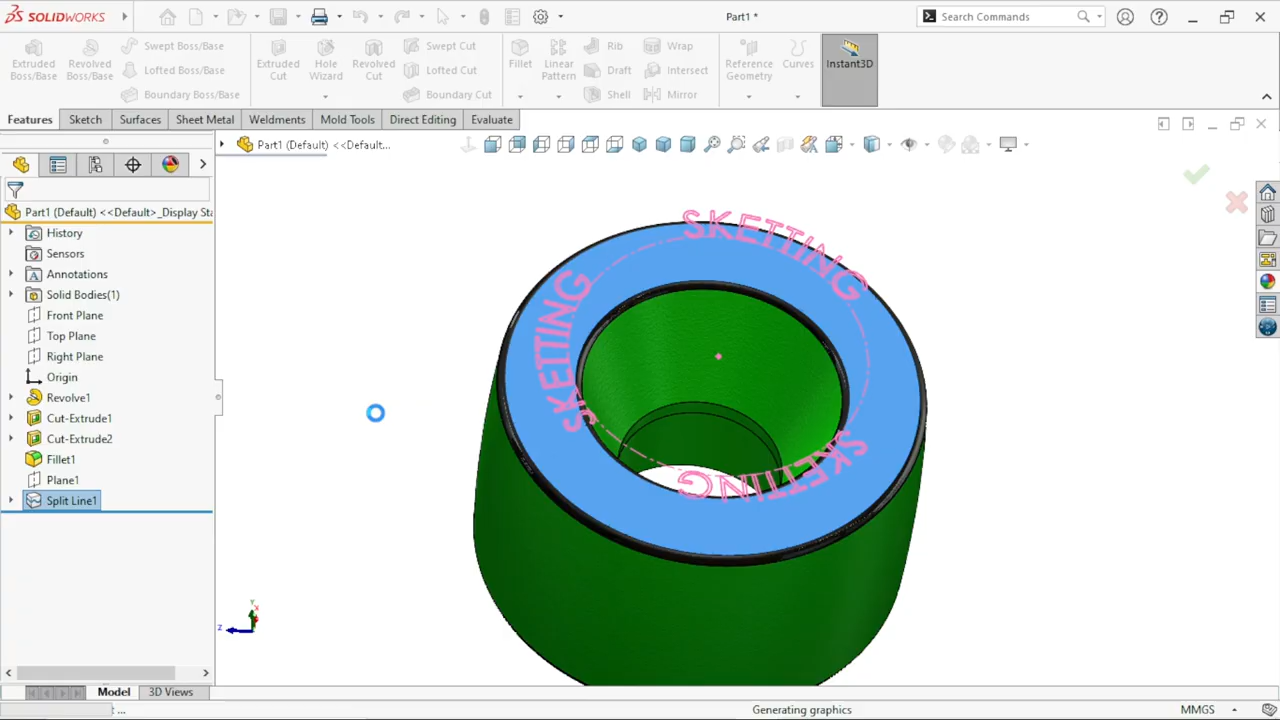 SOLIDWORKS
Part1 *
Search Commands
Extruded Boss/Base
Revolved Boss/Base
Swept Boss/Base
Lofted Boss/Base
Boundary Boss/Base
Extruded Cut
Hole Wizard
Revolved Cut
Swept Cut
Lofted Cut
Boundary Cut
Fillet
Linear Pattern
Rib
Draft
Shell
Wrap
Intersect
Mirror
Reference Geometry
Curves
Instant3D
Features
Sketch
Surfaces
Sheet Metal
Weldments
Mold Tools
Direct Editing
Evaluate
Part1 (Default) <<Default...
Part1 (Default) <<Default>_Display Sta
History
Sensors
Annotations
Solid Bodies(1)
Front Plane
Top Plane
Right Plane
Origin
Revolve1
Cut-Extrude1
Cut-Extrude2
Fillet1
Plane1
Split Line1
SKETTING
SKETTING
SKETTING
Y
X
Z
Model
3D Views
: ...
Generating graphics
MMGS